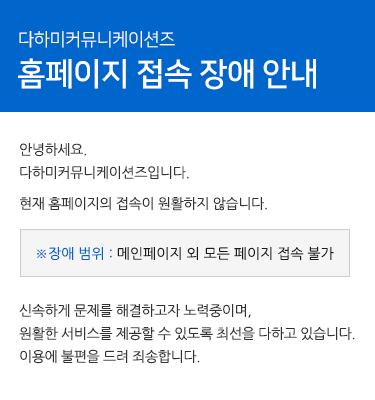 다하미커뮤니케이션즈
홈페이지 접속 장애 안내
안녕하세요.
다하미커뮤니케이션즈입니다.
현재 홈페이지의 접속이 원활하지 않습니다.
※장애 범위 : 메인페이지 외 모든 페이지 접속 불가
신속하게 문제를 해결하고자 노력중이며,
원활한 서비스를 제공할 수 있도록 최선을 다하고 있습니다.
이용에 불편을 드려 죄송합니다.